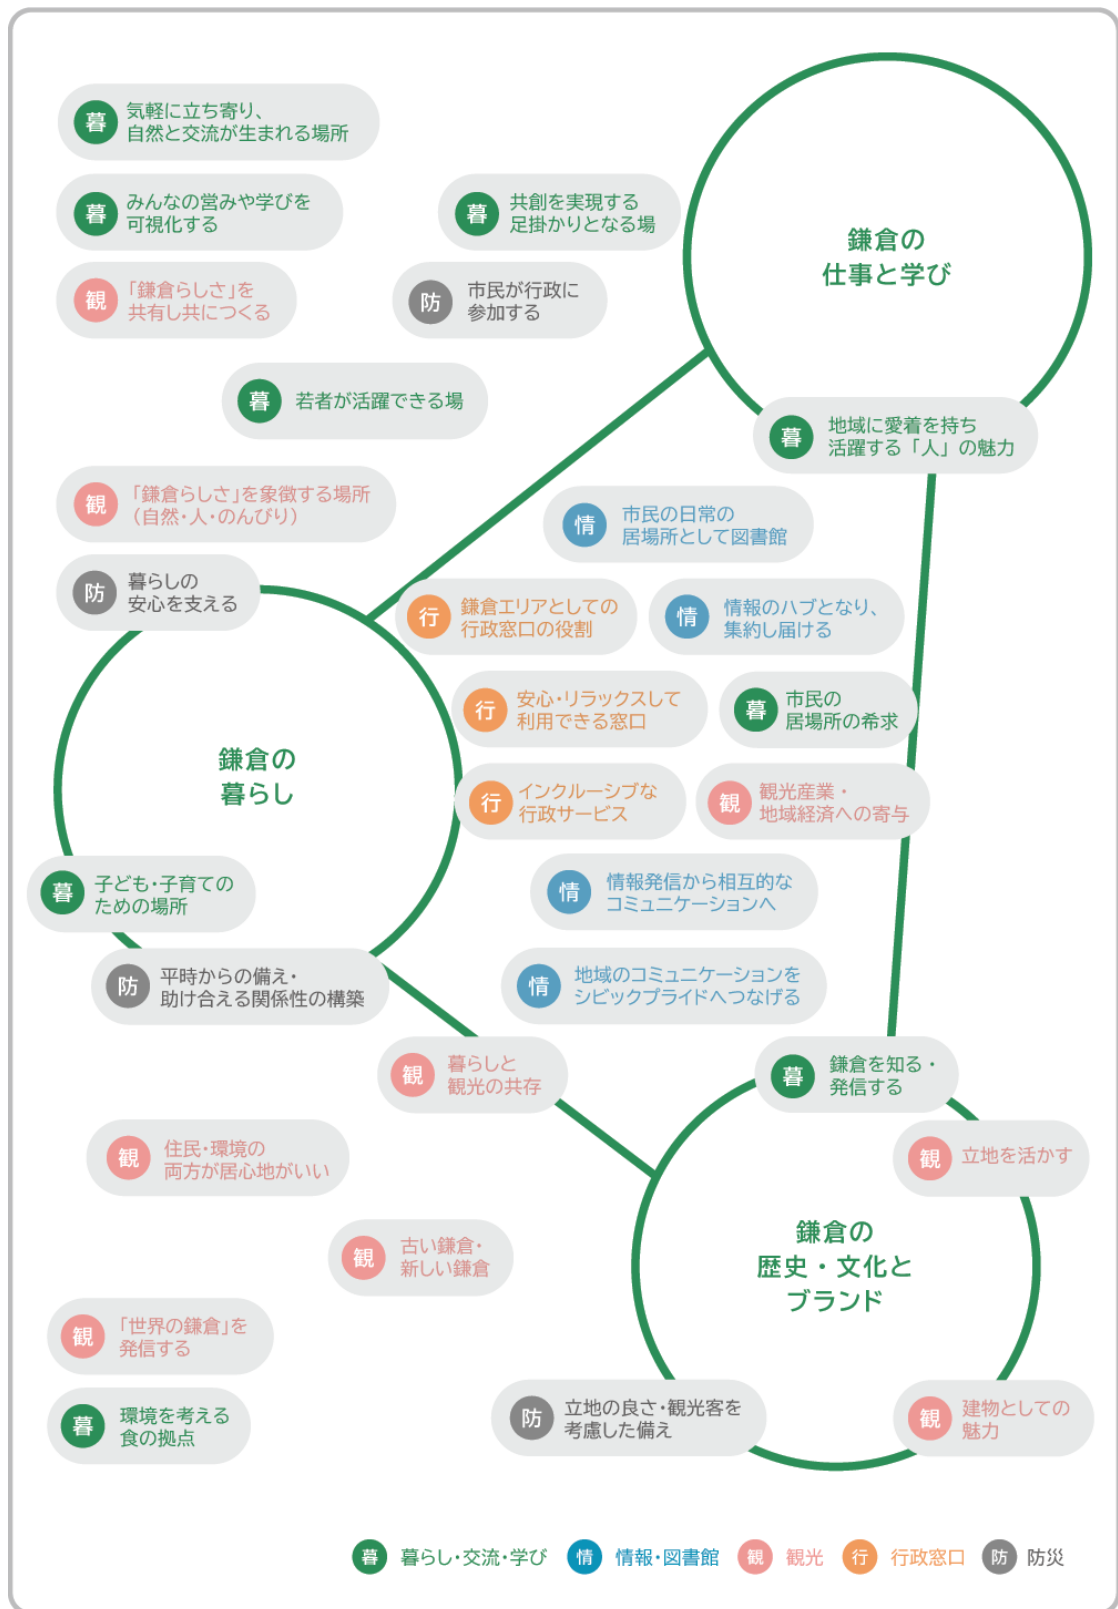 暮 気軽に立ち寄り、
自然と交流が生まれる場所
暮 みんなの営みや学びを
可視化する
暮 共創を実現する
足掛かりとなる場
鎌倉の
仕事と学び
観 「鎌倉らしさ」を
共有し共につくる
防 市民が行政に
参加する
暮 若者が活躍できる場
暮 地域に愛着を持ち
活躍する「人」の魅力
観 「鎌倉らしさ」を象徴する場所
（自然・人・のんびり）
情 市民の日常の
居場所として図書館
防 暮らしの
安心を支える
行 鎌倉エリアとしての
行政窓口の役割
情 情報のハブとなり、
集約し届ける
行 安心・リラックスして
利用できる窓口
暮 市民の
居場所の希求
鎌倉の
暮らし
行 インクルーシブな
行政サービス
観 観光産業・
地域経済への寄与
暮 子ども・子育ての
ための場所
情 情報発信から相互的な
コミュニケーションへ
防 平時からの備え・
助け合える関係性の構築
情 地域のコミュニケーションを
シビックプライドへつなげる
観 暮らしと
観光の共存
暮 鎌倉を知る・
発信する
観 住民・環境の
両方が居心地がいい
観 立地を活かす
観 古い鎌倉・
新しい鎌倉
鎌倉の
歴史・文化と
ブランド
観 「世界の鎌倉」を
発信する
暮 環境を考える
食の拠点
防 立地の良さ・観光客を
考慮した備え
観 建物としての
魅力
暮 暮らし・交流・学び 情 情報・図書館 観 観光 行 行政窓口 防 防災